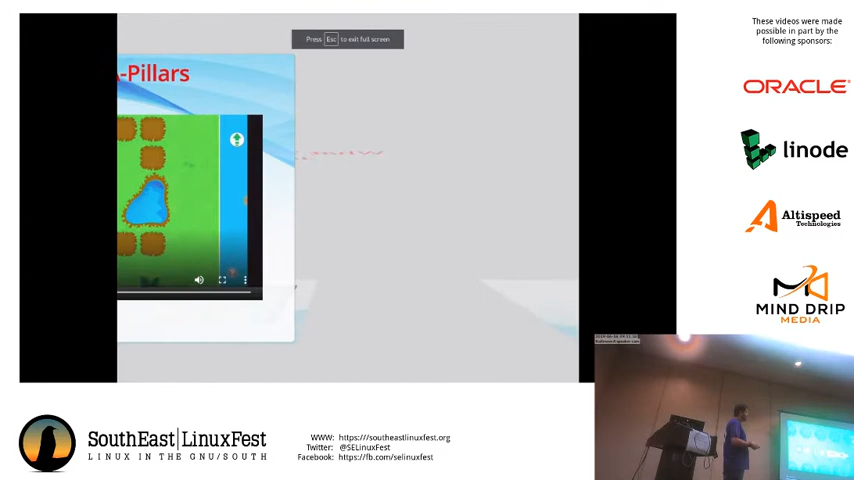 These videos were made
possible in part by the
following sponsors:
Press Esc to exit full screen
-Pillars
ORACLE
linode
Altispeed
Technologies
MIND DRIP
MEDIA
SouthEast|LinuxFest
LINUX IN THE GNU/SOUTH
WWW: https:///southeastlinuxfest.org
Twitter: @SELinuxFest
Facebook: https://fb.com/selinuxfest